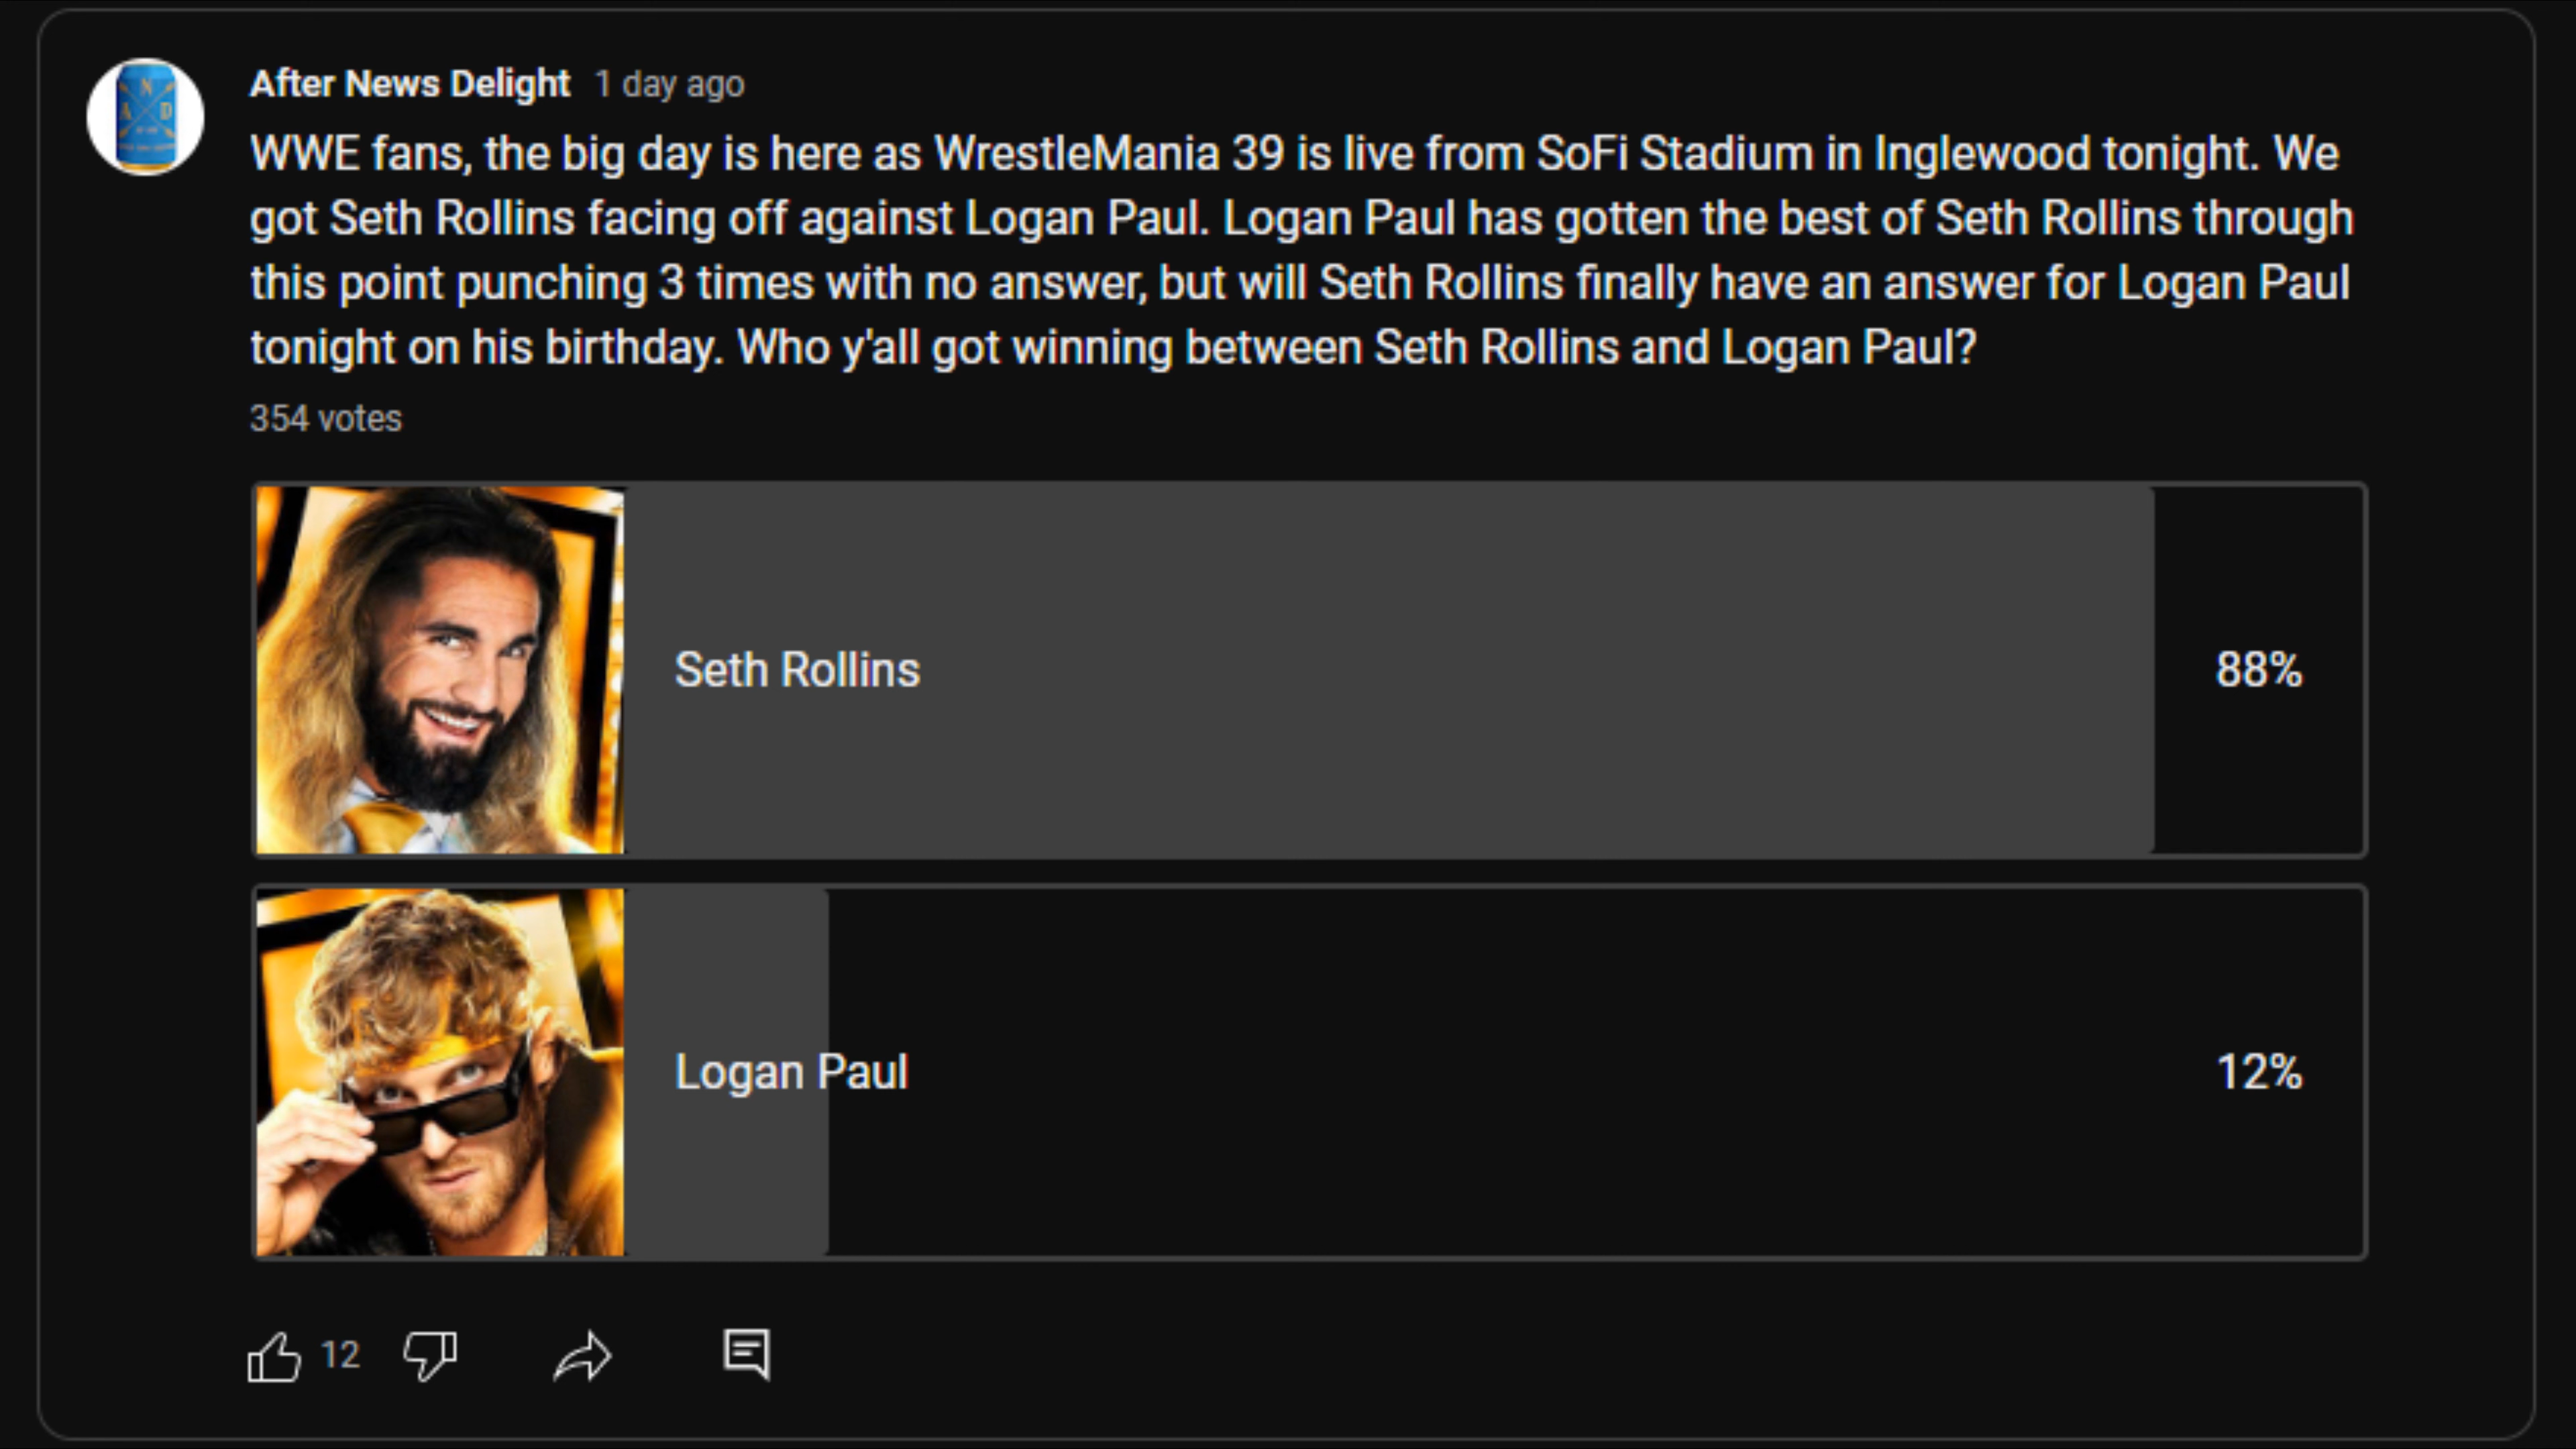 After News Delight 1 day ago
WWE fans, the big day is here as WrestleMania 39 is live from SoFi Stadium in Inglewood tonight. We
got Seth Rollins facing off against Logan Paul. Logan Paul has gotten the best of Seth Rollins through
this point punching 3 times with no answer, but will Seth Rollins finally have an answer for Logan Paul
tonight on his birthday. Who y'all got winning between Seth Rollins and Logan Paul?
354 votes
Seth Rollins 88%
Logan Paul 12%
12
N
A D